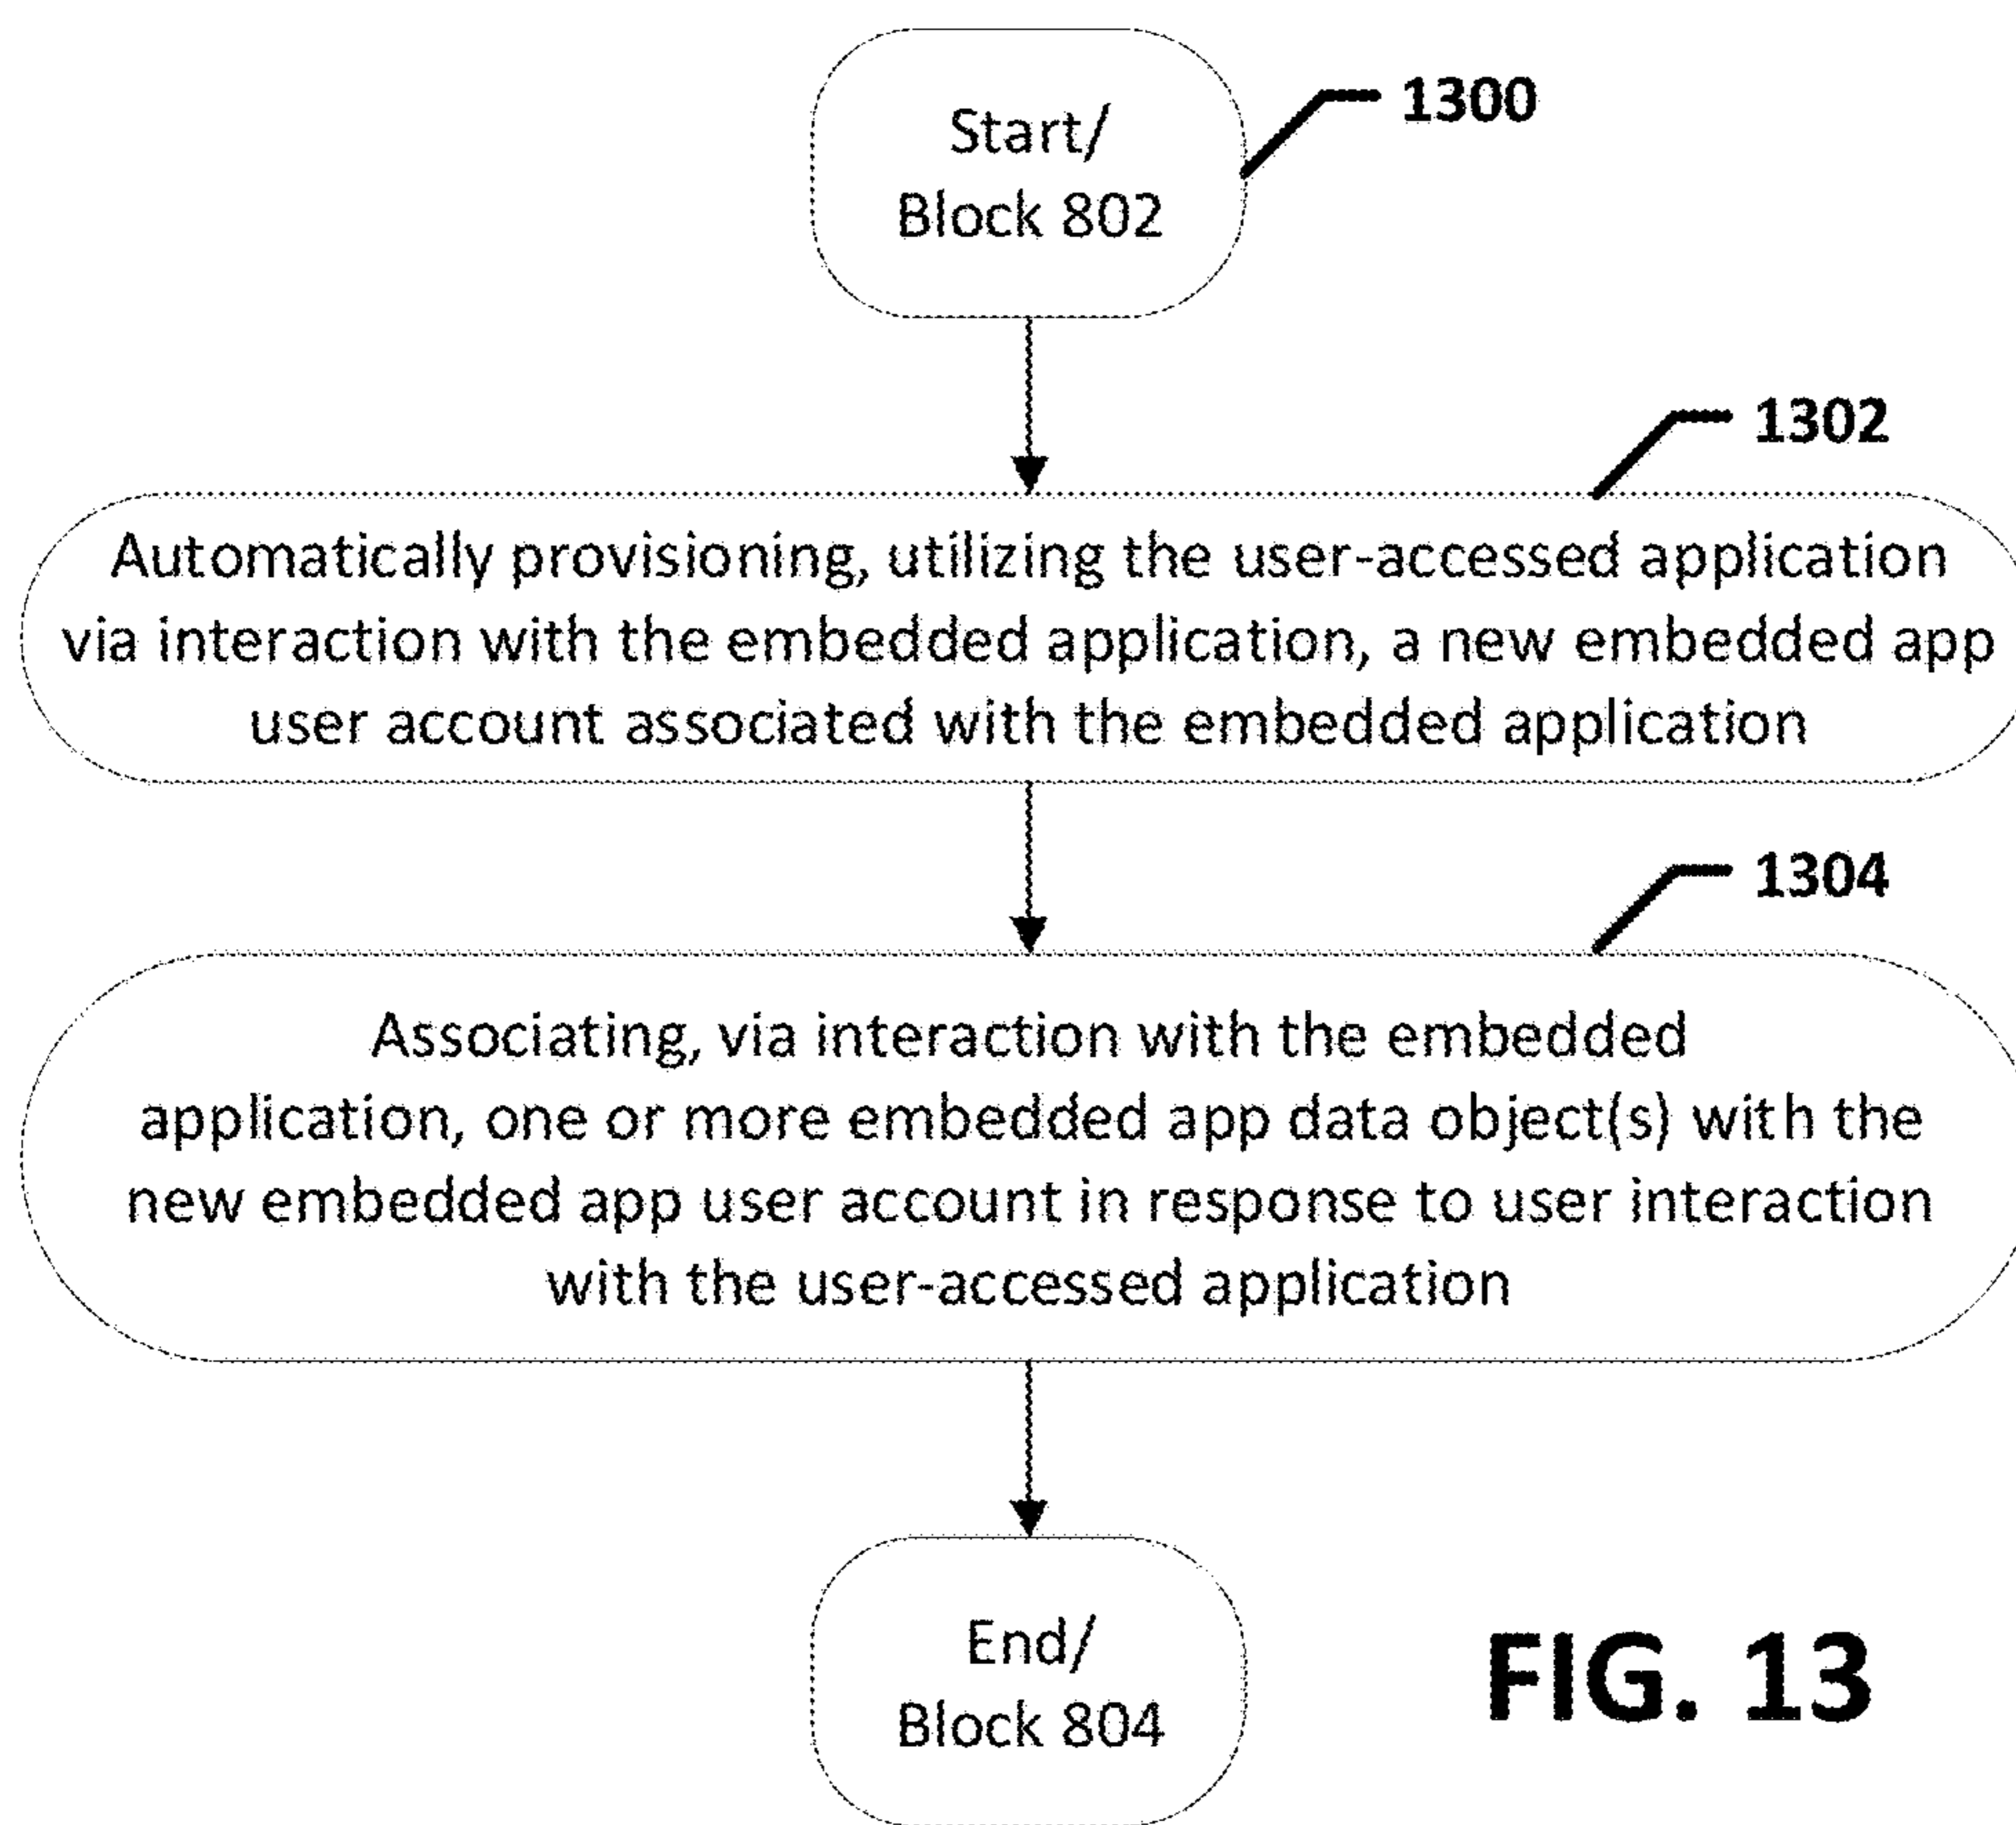 Start/
Block 802
1300
1302
Automatically provisioning, utilizing the user-accessed application
via interaction with the embedded application, a new embedded app
user account associated with the embedded application
1304
Associating, via interaction with the embedded
application, one or more embedded app data object(s) with the
new embedded app user account in response to user interaction
with the user-accessed application
End/
Block 804
FIG. 13